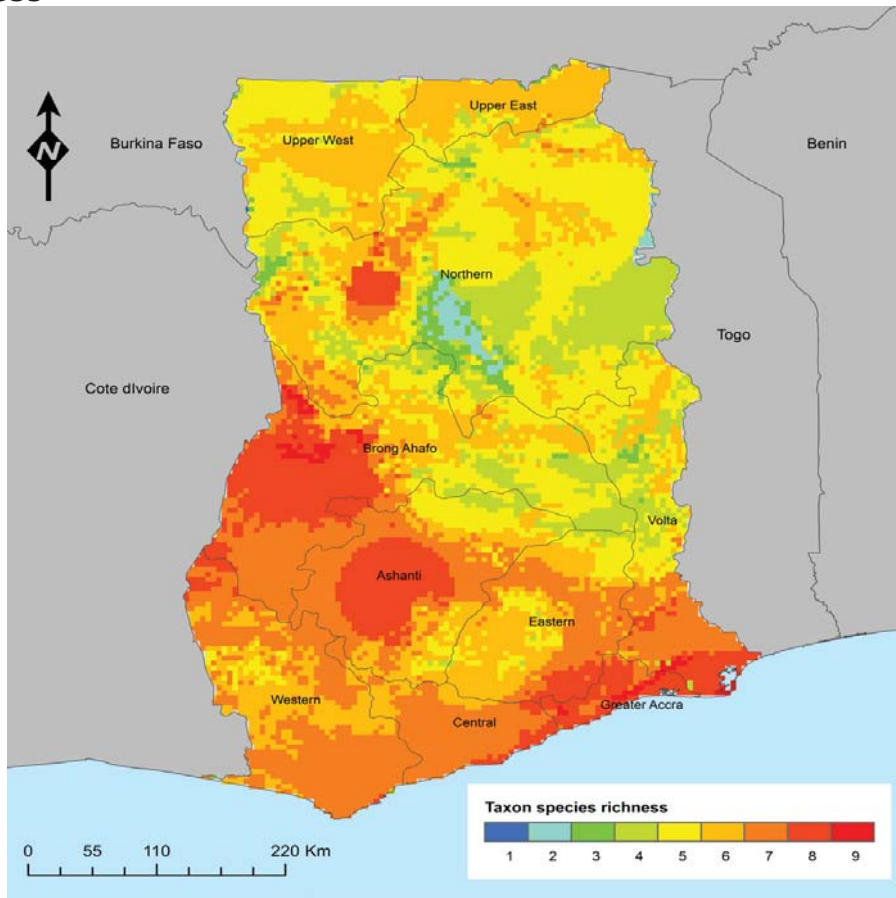 N
Burkina Faso
Upper West
Upper East
Benin
Northern
Togo
Cote dIvoire
Brong Ahafo
Volta
Ashanti
Eastern
Western
Central
Greater Accra
Taxon species richness
1 2 3 4 5 6 7 8 9
0 55 110 220 Km